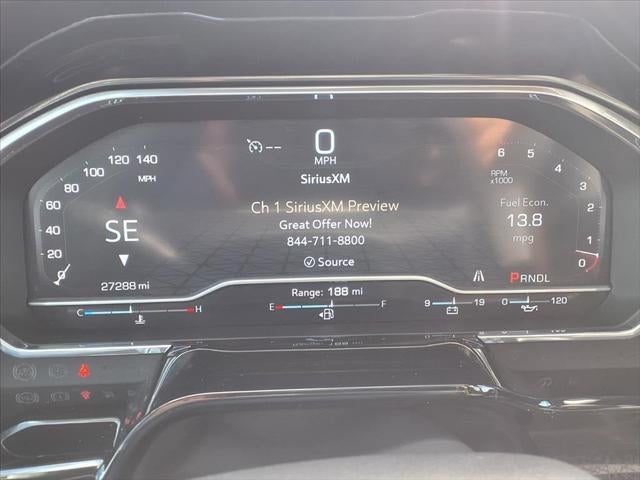 0
MPH
SiriusXM
Ch 1 SiriusXM Preview
Great Offer Now!
844-711-8800
Source
0
20
40
60
80
100
120
140
MPH
SE
27288 mi
6
5
4
3
2
1
0
RPM
x1000
Fuel Econ.
13.8
mpg
PRNDL
C H
Range: 188 mi
E F
9 19
0 120